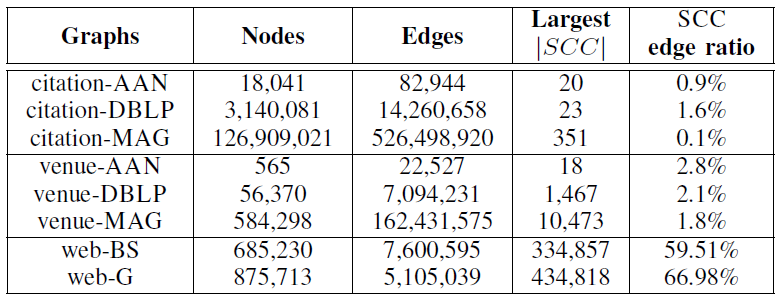 Graphs Nodes Edges Largest |SCC| SCC edge ratio
citation-AAN 18,041 82,944 20 0.9%
citation-DBLP 3,140,081 14,260,658 23 1.6%
citation-MAG 126,909,021 526,498,920 351 0.1%
venue-AAN 565 22,527 18 2.8%
venue-DBLP 56,370 7,094,231 1,467 2.1%
venue-MAG 584,298 162,431,575 10,473 1.8%
web-BS 685,230 7,600,595 334,857 59.51%
web-G 875,713 5,105,039 434,818 66.98%